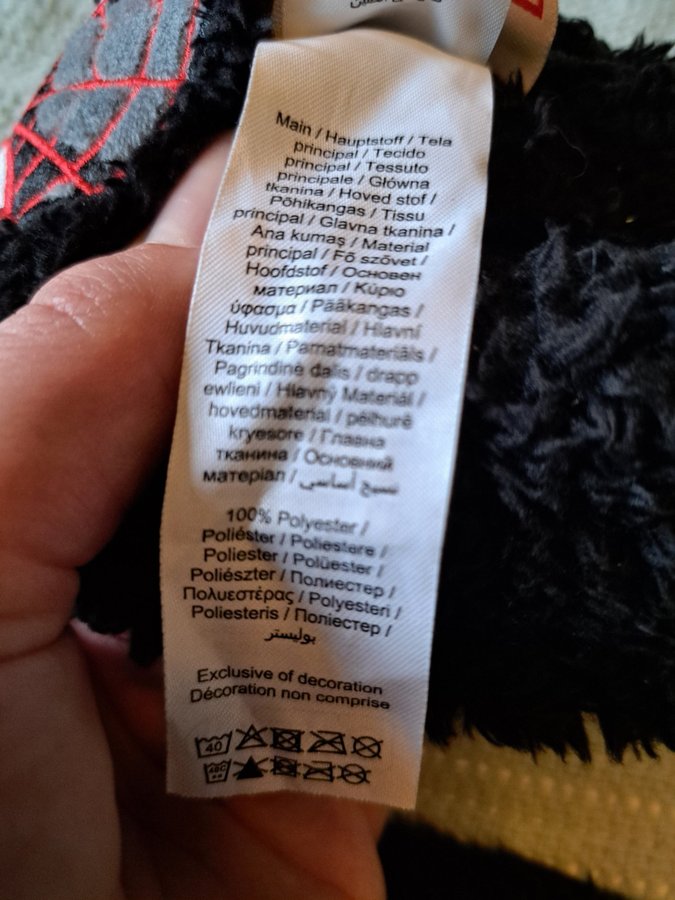 Main / Hauptstoff / Tela
principal / Tecido
principal / Tessuto
principale / Główna
tkanina / Hoved stof /
Põhikangas / Tissu
principal / Glavna tkanina /
Ana kumaş / Material
principal / Fő szövet /
Hoofdstof / Основен
материал / Κύριο
ύφασμα / Pääkangas /
Huvudmaterial / Hlavní
Tkanina / Pamatmateriāls /
Pagrindinė dalis / drapp
ewlieni / Hlavný Materiál /
hovedmaterial / pëlhurë
kryesore / Главна
тканина / Основний
матеріал / نسيج أساسي
100% Polyester /
Poliéster / Poliestere /
Poliester / Polüester /
Poliészter / Полиестер /
Πολυεστέρας / Polyesteri /
Poliesteris / Поліестер /
بوليستر
Exclusive of decoration
Décoration non comprise
40
40C